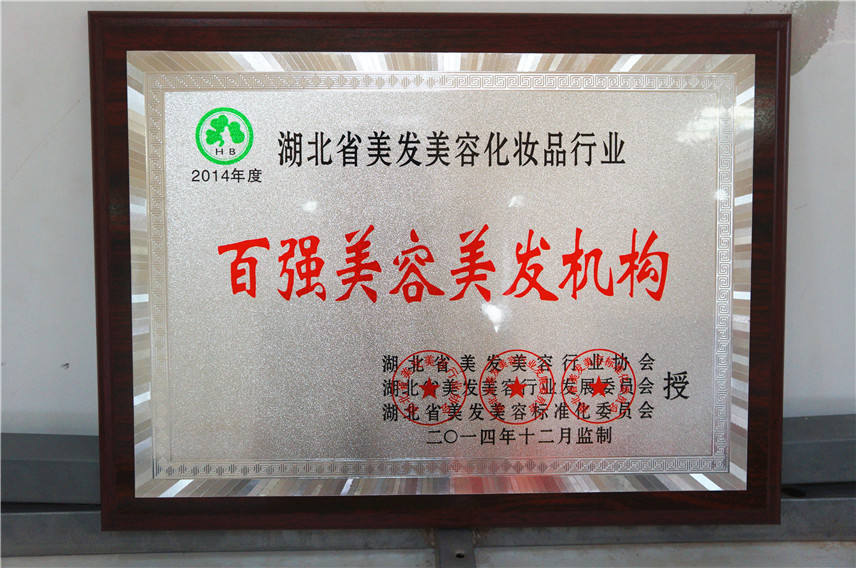 HB
2014年度
湖北省美发美容化妆品行业
百强美容美发机构
湖北省美发美容行业协会
湖北省美发美容行业发展委员会
湖北省美发美容标准化委员会
授
二〇一四年十二月监制